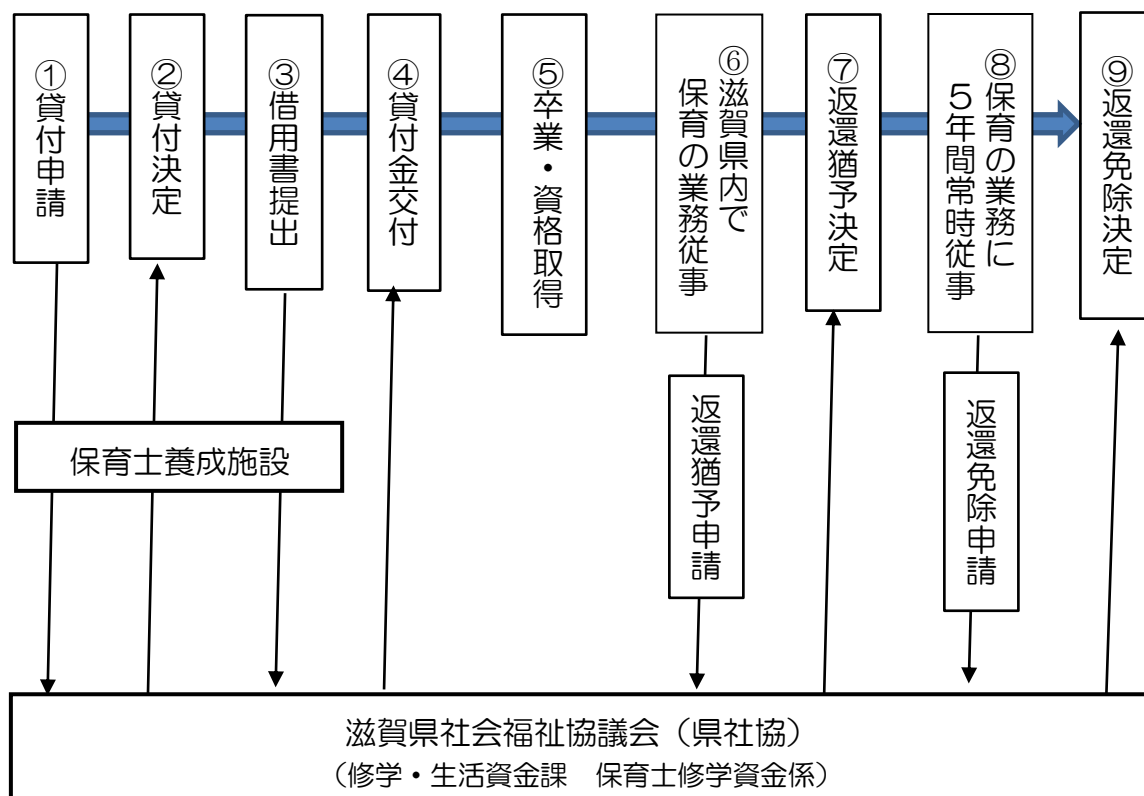 ①貸付申請
②貸付決定
③借用書提出
④貸付金交付
⑤卒業・資格取得
⑥滋賀県内で
保育の業務従事
⑦返還猶予決定
⑧保育の業務に
５年間常時従事
⑨返還免除決定
保育士養成施設
返還猶予申請
返還免除申請
滋賀県社会福祉協議会（県社協）
（修学・生活資金課　保育士修学資金係）